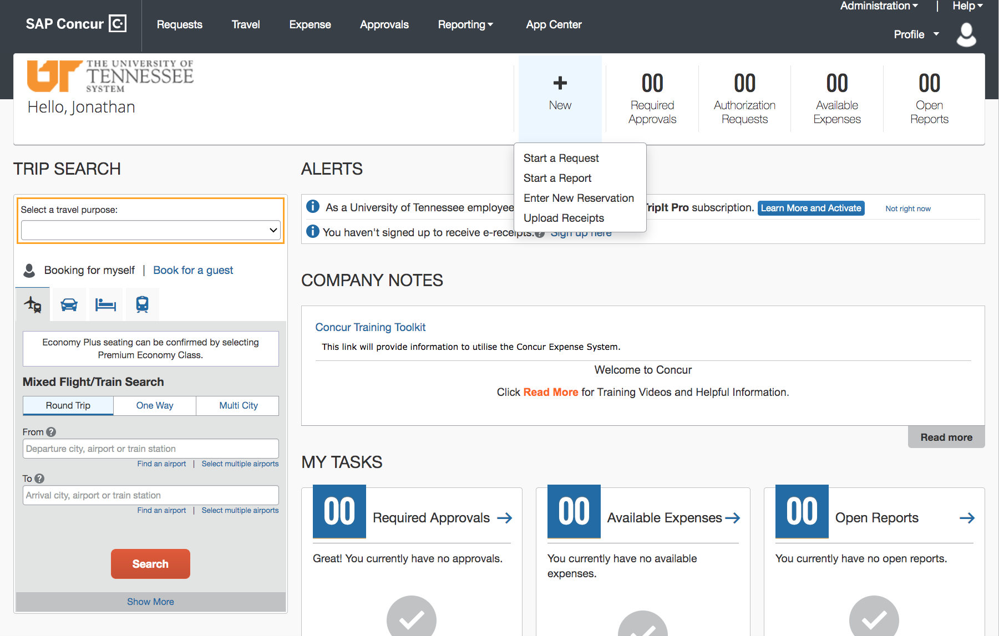 SAP Concur C.
Requests
Travel
Expense
Approvals
Reporting
App Center
Administration | Help
Profile
UT THE UNIVERSITY OF
TENNESSEE
SYSTEM
Hello, Jonathan
+
New
00
Required
Approvals
00
Authorization
Requests
00
Available
Expenses
00
Open
Reports
Start a Request
Start a Report
Enter New Reservation
Upload Receipts
TRIP SEARCH
Select a travel purpose:
Booking for myself | Book for a guest
Economy Plus seating can be confirmed by selecting
Premium Economy Class.
Mixed Flight/Train Search
Round Trip
One Way
Multi City
From ?
Departure city, airport or train station
Find an airport | Select multiple airports
To ?
Arrival city, airport or train station
Find an airport | Select multiple airports
Search
Show More
ALERTS
As a University of Tennessee employee TripIt Pro subscription. Learn More and Activate Not right now
You haven't signed up to receive e-receipts. ? Sign up here
COMPANY NOTES
Concur Training Toolkit
This link will provide information to utilise the Concur Expense System.
Welcome to Concur
Click Read More for Training Videos and Helpful Information.
Read more
MY TASKS
00 Required Approvals
Great! You currently have no approvals.
00 Available Expenses
You currently have no available
expenses.
00 Open Reports
You currently have no open reports.